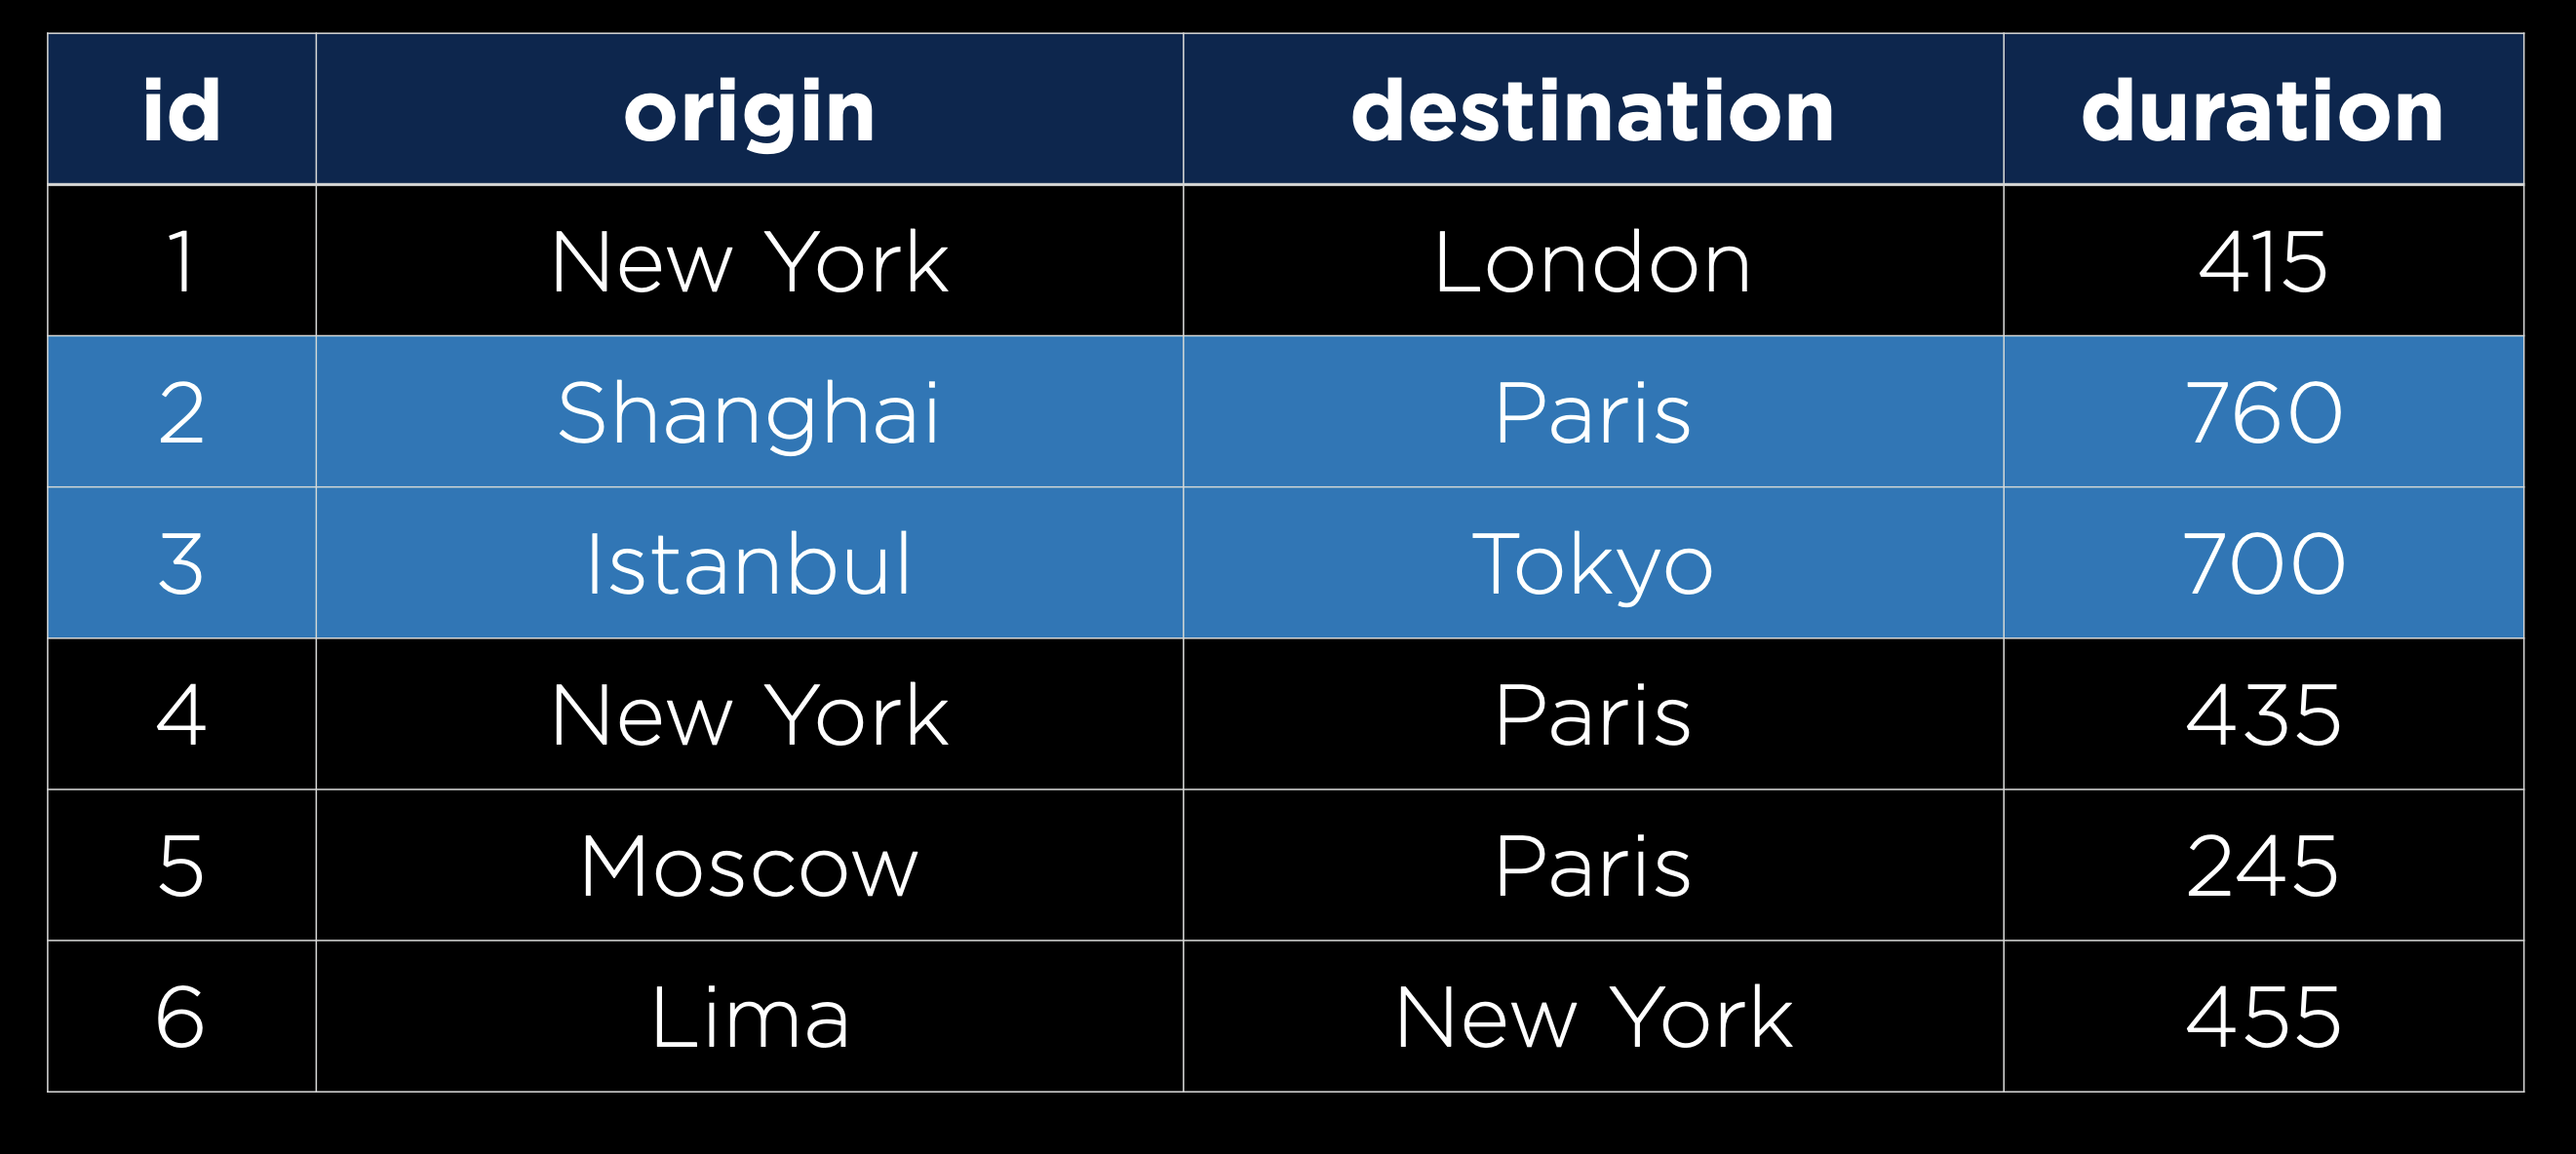 id origin destination duration
1 New York London 415
2 Shanghai Paris 760
3 Istanbul Tokyo 700
4 New York Paris 435
5 Moscow Paris 245
6 Lima New York 455